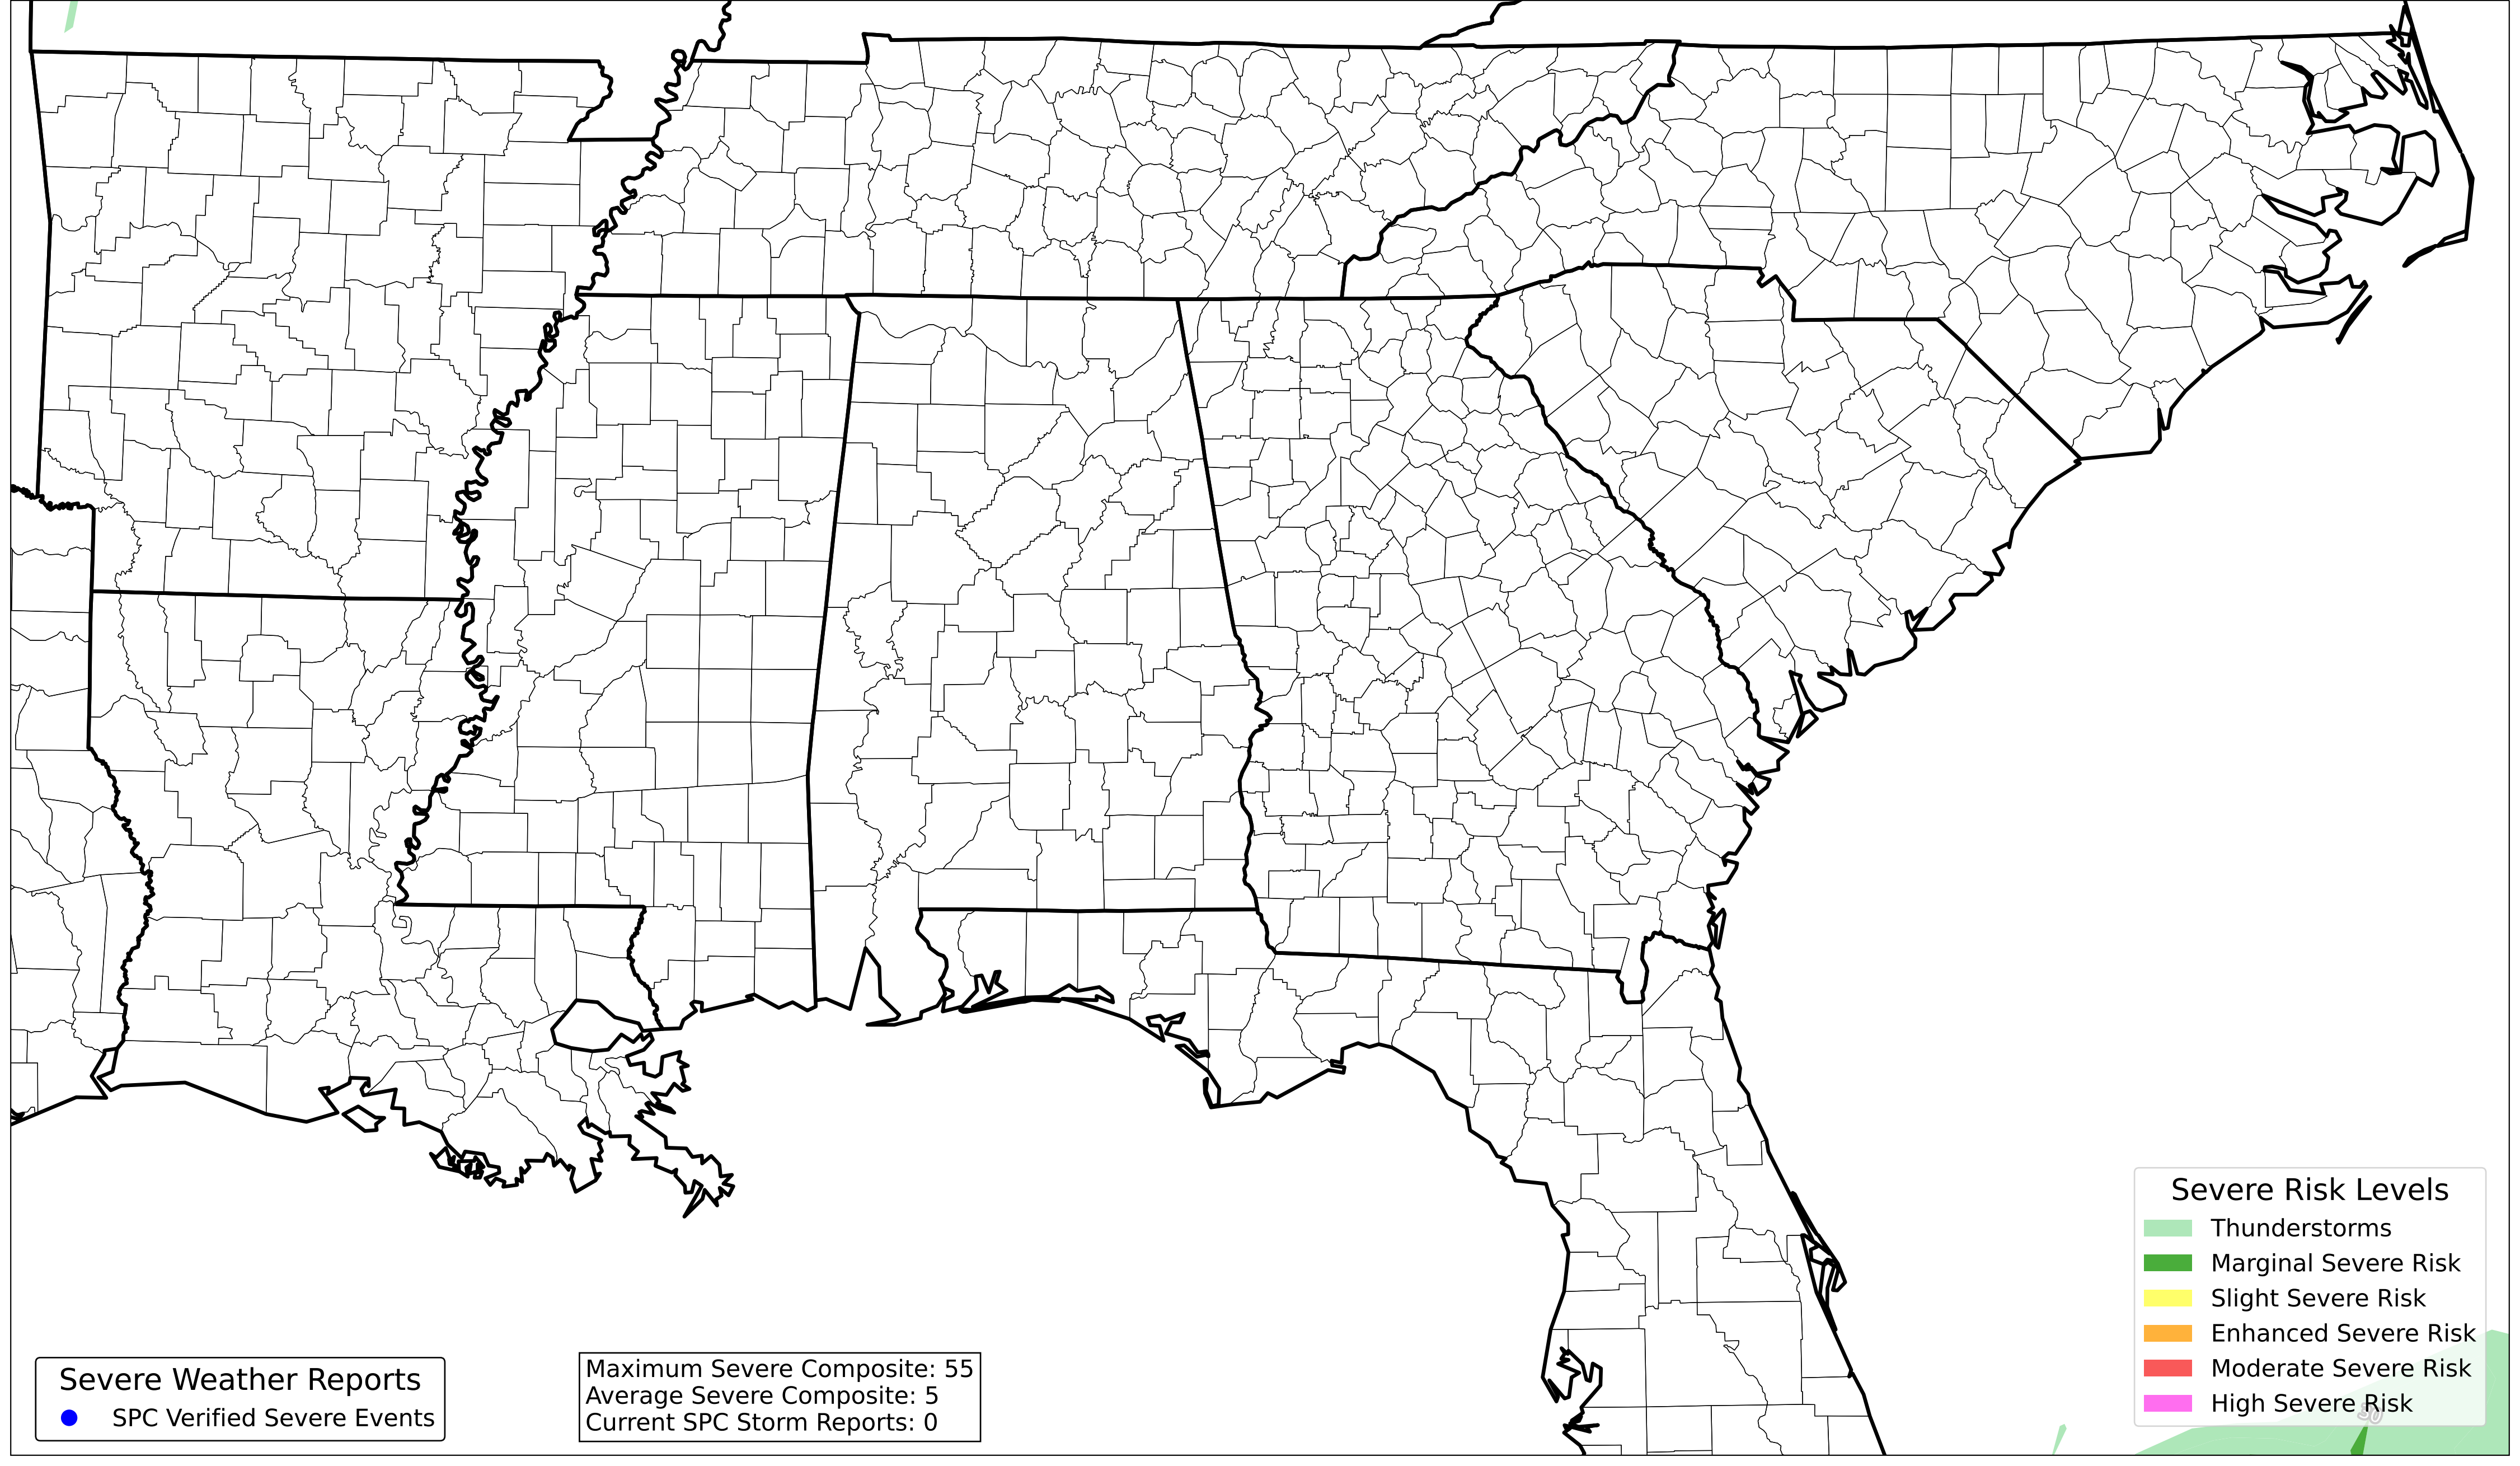 Severe Risk Levels
Thunderstorms
Marginal Severe Risk
Slight Severe Risk
Enhanced Severe Risk
Moderate Severe Risk
High Severe Risk
30
Severe Weather Reports
SPC Verified Severe Events
Maximum Severe Composite: 55
Average Severe Composite: 5
Current SPC Storm Reports: 0